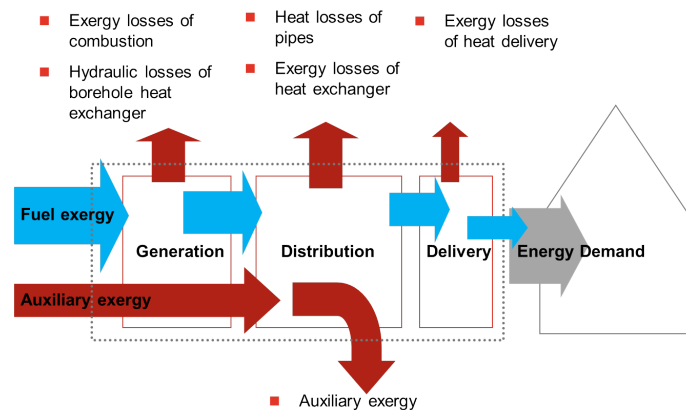 Exergy losses of
combustion
Hydraulic losses of
borehole heat
exchanger
Heat losses of
pipes
Exergy losses of
heat exchanger
Exergy losses
of heat delivery
Fuel exergy
Generation
Distribution
Delivery
Energy Demand
Auxiliary exergy
Auxiliary exergy